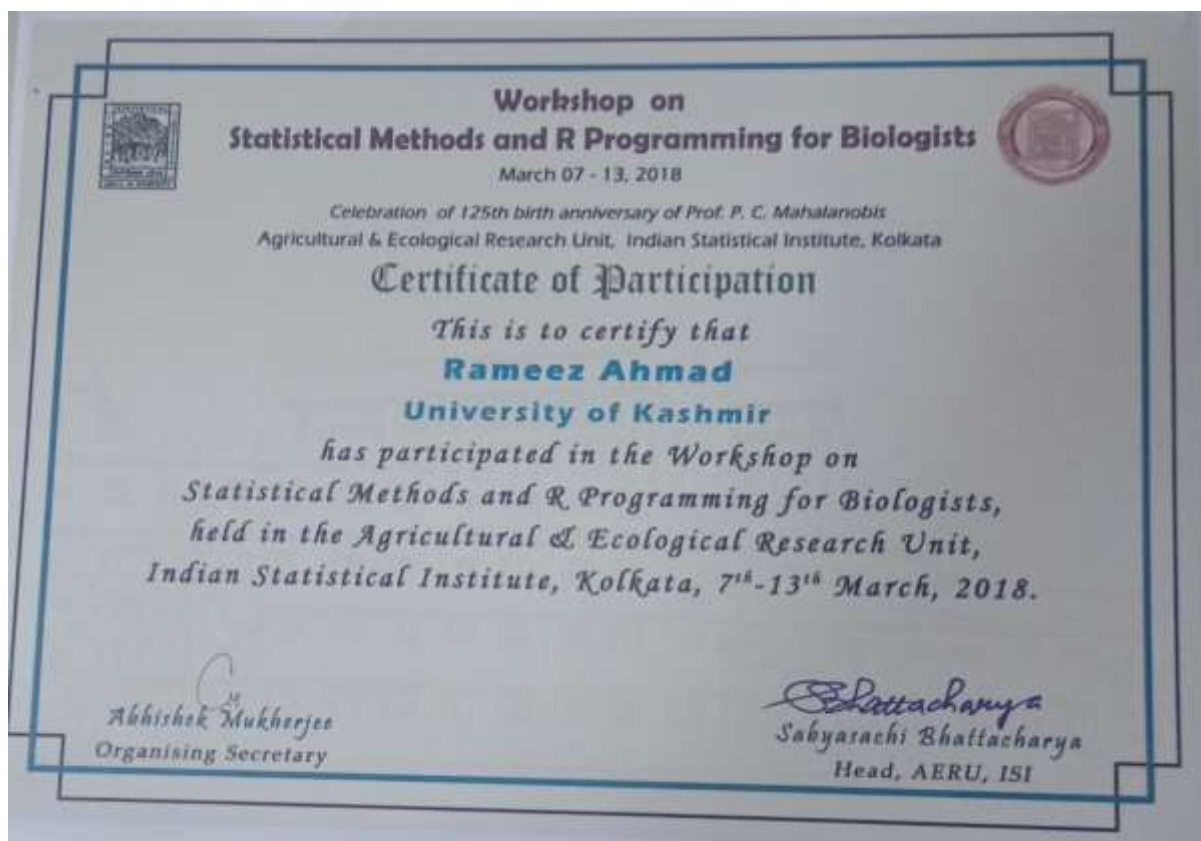 Workshop on
Statistical Methods and R Programming for Biologists
March 07 - 13, 2018
Celebration of 125th birth anniversary of Prof. P. C. Mahalanobis
Agricultural & Ecological Research Unit, Indian Statistical Institute, Kolkata
Certificate of Participation
This is to certify that
Rameez Ahmad
University of Kashmir
has participated in the Workshop on
Statistical Methods and R Programming for Biologists,
held in the Agricultural & Ecological Research Unit,
Indian Statistical Institute, Kolkata, 7th-13th March, 2018.
Abhishek Mukherjee
Organising Secretary
Bhattacharya
Sabyasachi Bhattacharya
Head, AERU, ISI